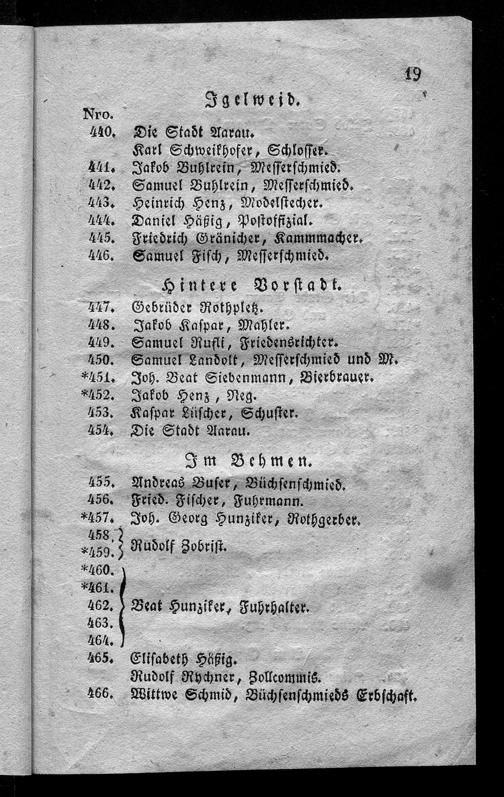 19
Igelweid.
Nro.
440. Die Stadt Aarau.
Karl Schweikhofer, Schlosser.
441. Jakob Buhlrein, Messerschmied.
442. Samuel Buhlrein, Messerschmied.
443. Heinrich Henz, Modelstecher.
444. Daniel Häßig, Postoffizial.
445. Friedrich Gränicher, Kammmacher.
446. Samuel Fisch, Messerschmied.
Hintere Vorstadt.
447. Gebrüder Rothpletz.
448. Jakob Kaspar, Mahler.
449. Samuel Rusli, Friedensrichter.
450. Samuel Landolt, Messerschmied und M.
*451. Joh. Beat Siebenmann, Bierbrauer.
*452. Jakob Henz, Neg.
453. Kaspar Lüscher, Schuster.
454. Die Stadt Aarau.
Im Behmen.
455. Andreas Buser, Büchsenschmied.
456. Fried. Fischer, Fuhrmann.
*457. Joh. Georg Hunziker, Rothgerber.
458.
*459. } Rudolf Zobrist.
*460.
*461.
462. } Beat Hunziker, Fuhrhalter.
463.
464.
465. Elisabeth Häßig.
Rudolf Rychner, Zollcommis.
466. Wittwe Schmid, Büchsenschmieds Erbschaft.